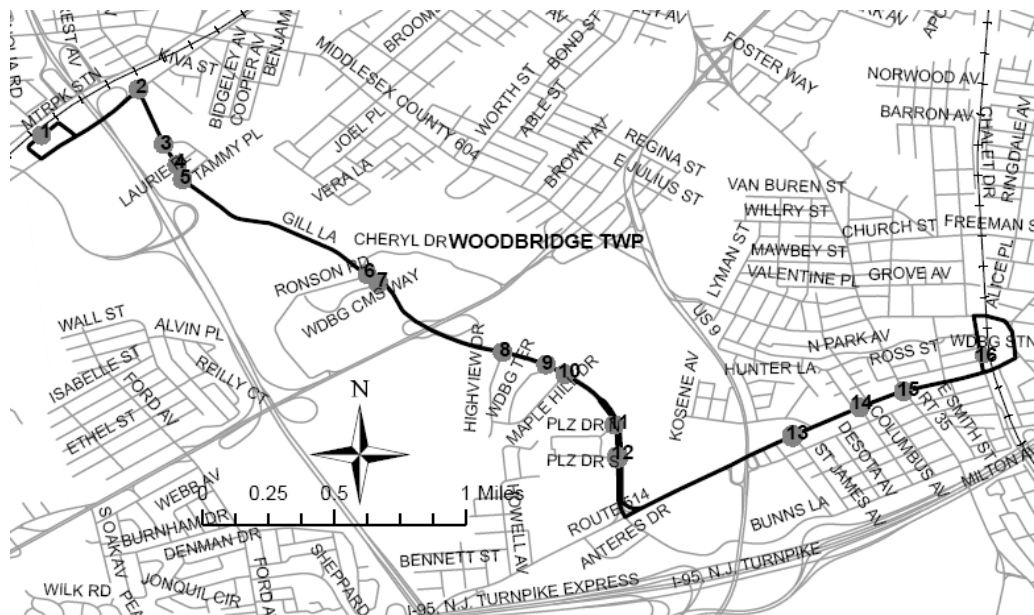 MTRPK STN
KIVA ST
BIDGELEY AV
COOPER AV
BENJAM
MIDDLESEX COUNTY 604
BROOM
WORTH ST
ABLE ST
BOND ST
FOSTER WAY
NORWOOD AV
BARRON AV
CHALET DR
RINGDALE AV
1
2
3
4
5
LAURIE
TAMMY PL
JOEL PL
VERA LA
BROWN AV
REGINA ST
E JULIUS ST
VAN BUREN ST
WILLRY ST
CHURCH ST
FREEMAN S
MAWBEY ST
LYMAN ST
VALENTINE PL
GROVE AV
ALICE PL
GILL LA
CHERYL DR
WOODBRIDGE TWP
RONSON RD
6
7
WDBG CMS WAY
WALL ST
ALVIN PL
ISABELLE ST
REILLY CT
FORD AV
ETHEL ST
US 9
N PARK AV
WDBG STN
16
HUNTER LA
ROSS ST
8
9
10
HIGHVIEW DR
WDBG TER
MAPLE HILL DR
KOSENE AV
15
14
13
RT 35
E SMITH ST
COLUMBUS AV
DESOTA AV
ST JAMES AV
MILTON A
PLZ DR N
11
PLZ DR S
12
N
0
0.25
0.5
1 Miles
WEBB AV
BURNHAM DR
DENMAN DR
S OAK AV
JONQUIL CIR
WILK RD
FORD A
SHEPPARD
HOWELL AV
BENNETT ST
ROUTE 514
ANTERES DR
BUNNS LA
I-95, N.J. TURNPIKE EXPRESS
I-95, N.J. TURNPIKE